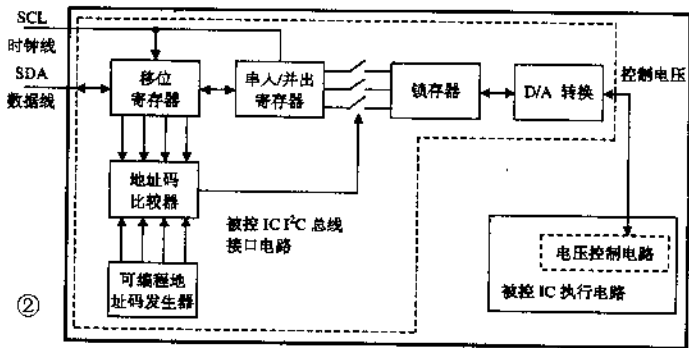 SCL
时钟线
SDA
数据线
移位
寄存器
串入/并出
寄存器
锁存器
D/A 转换
控制电压
地址码
比较器
被控 IC I²C 总线
接口电路
可编程地
址码发生器
电压控制电路
被控 IC 执行电路
②